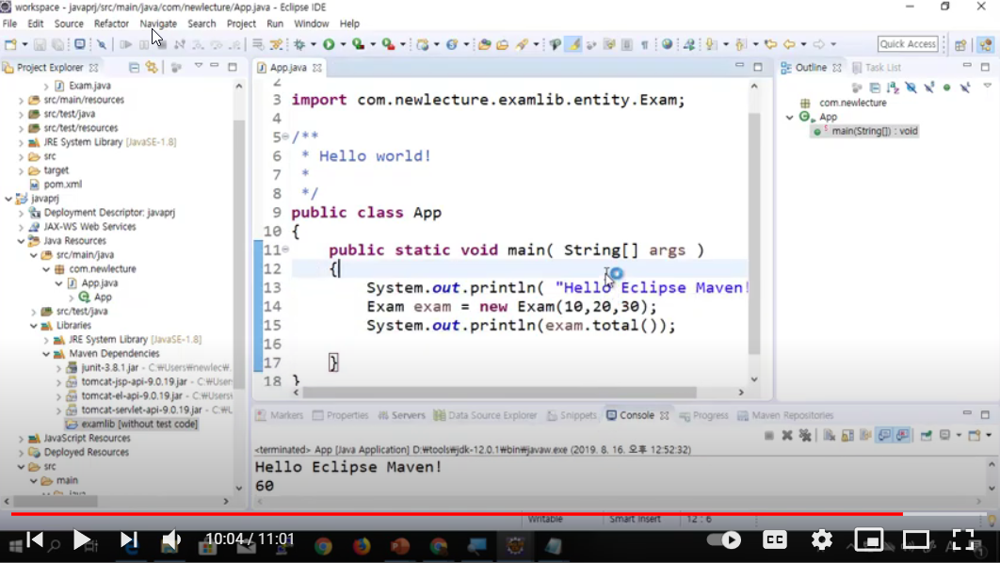 workspace - javaprj/src/main/java/com/newlecture/App.java - Eclipse IDE
File Edit Source Refactor Navigate Search Project Run Window Help
Quick Access
Project Explorer
Exam.java
src/main/resources
src/test/java
src/test/resources
JRE System Library [JavaSE-1.8]
src
target
pom.xml
javaprj
Deployment Descriptor: javaprj
JAX-WS Web Services
Java Resources
src/main/java
com.newlecture
App.java
App
src/test/java
Libraries
JRE System Library [JavaSE-1.8]
Maven Dependencies
junit-3.8.1.jar - C:₩Users₩newlec₩.
tomcat-jsp-api-9.0.19.jar - C:₩User
tomcat-el-api-9.0.19.jar - C:₩Users
tomcat-servlet-api-9.0.19.jar - C:₩U
examlib [without test code]
JavaScript Resources
Deployed Resources
src
main
java
App.java
2
3 import com.newlecture.examlib.entity.Exam;
4
5 /**
6 * Hello world!
7 *
8 */
9 public class App
10 {
11 public static void main( String[] args )
12 {
13 System.out.println( "Hello Eclipse Maven!
14 Exam exam = new Exam(10,20,30);
15 System.out.println(exam.total());
16
17 }
18 }
Outline Task List
com.newlecture
App
main(String[]) : void
Markers Properties Servers Data Source Explorer Snippets Console Progress Maven Repositories
<terminated> App [Java Application] D:₩tools₩jdk-12.0.1₩bin₩javaw.exe (2019. 8. 16. 오후 12:52:32)
Hello Eclipse Maven!
60
Writable Smart Insert 12 : 6
10:04 / 11:01
CC